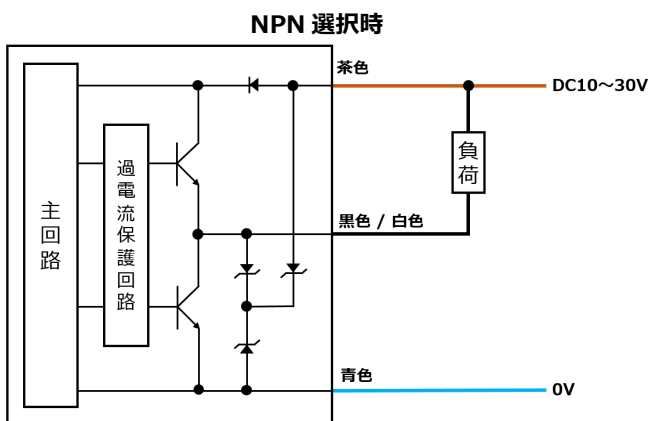 NPN 選択時
茶色
DC10～30V
負荷
過電流保護回路
主回路
黒色 / 白色
青色
0V